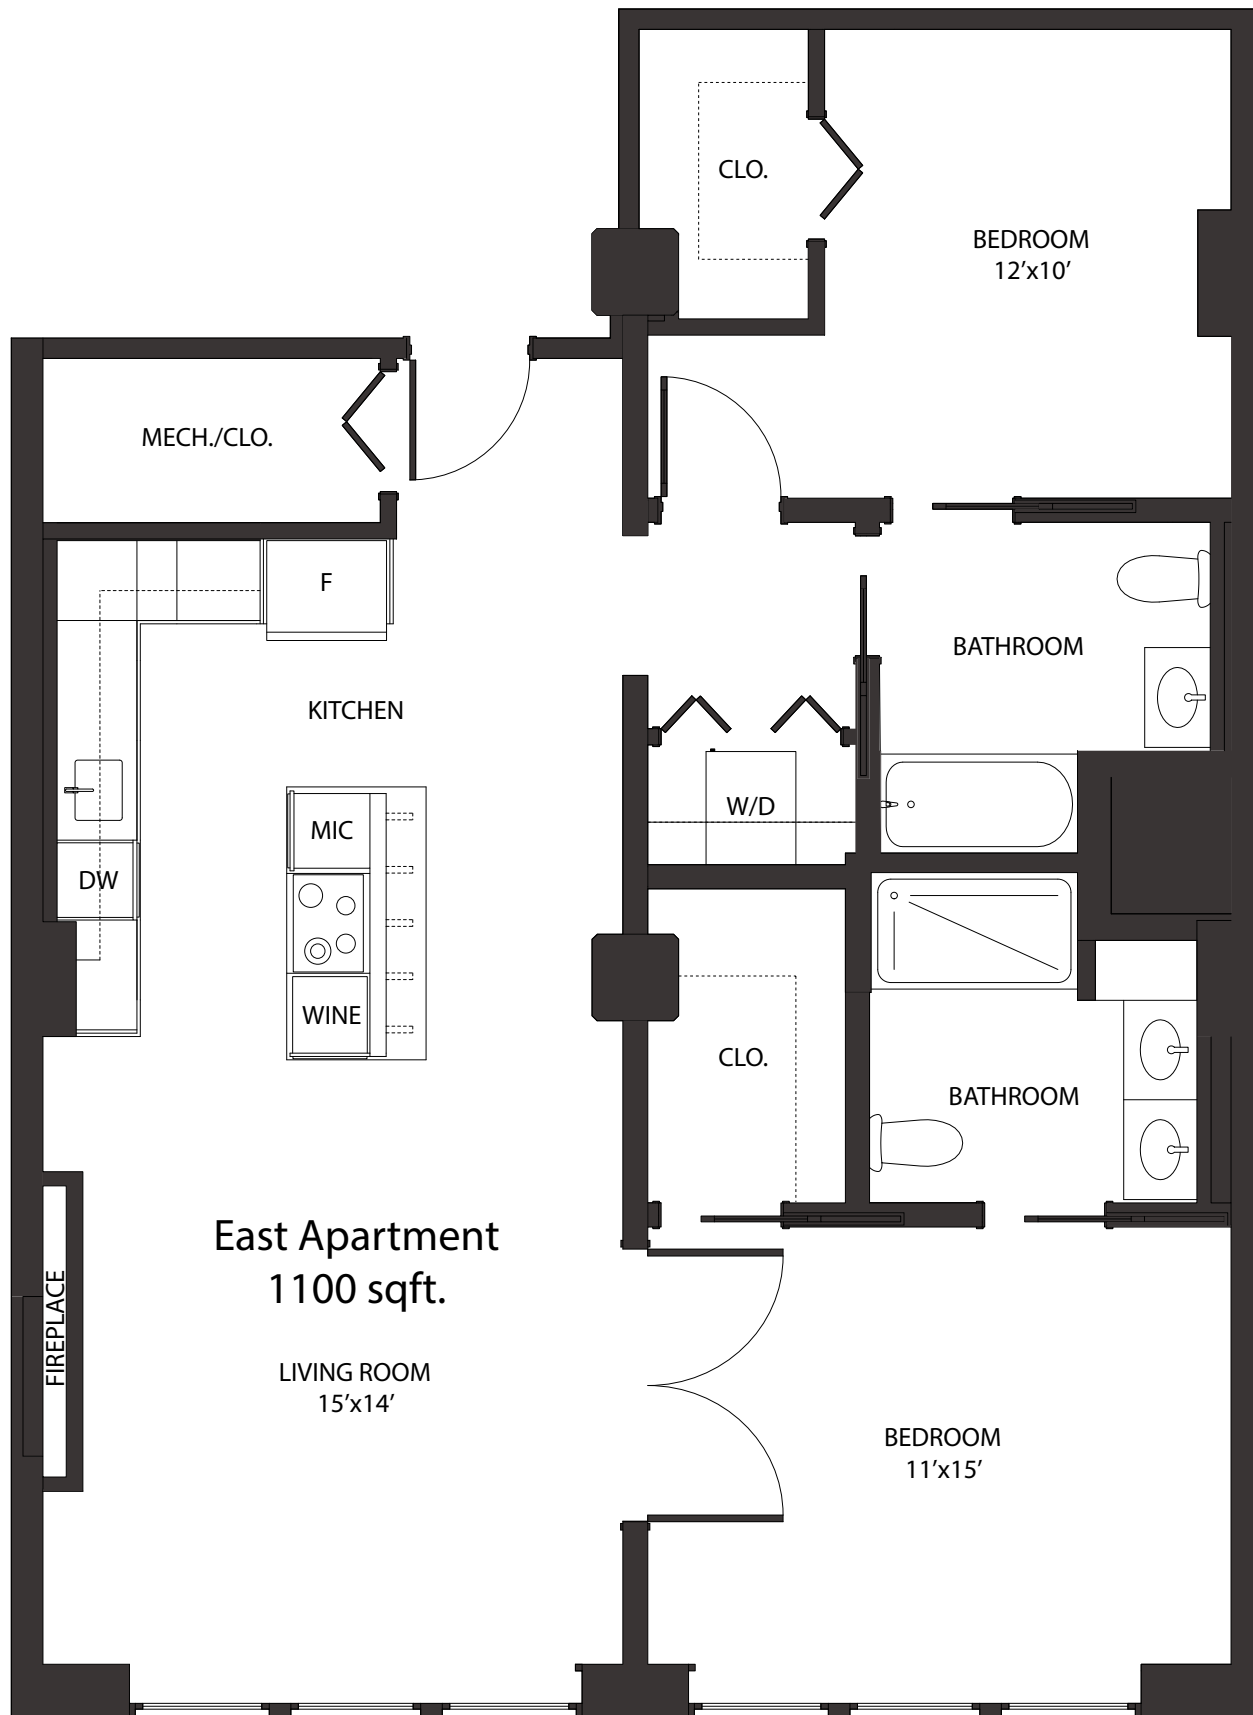 CLO.
BEDROOM
12’x10’
MECH./CLO.
F
BATHROOM
KITCHEN
W/D
MIC
DW
WINE
CLO.
BATHROOM
East Apartment
1100 sqft.
FIREPLACE
LIVING ROOM
15’x14’
BEDROOM
11’x15’